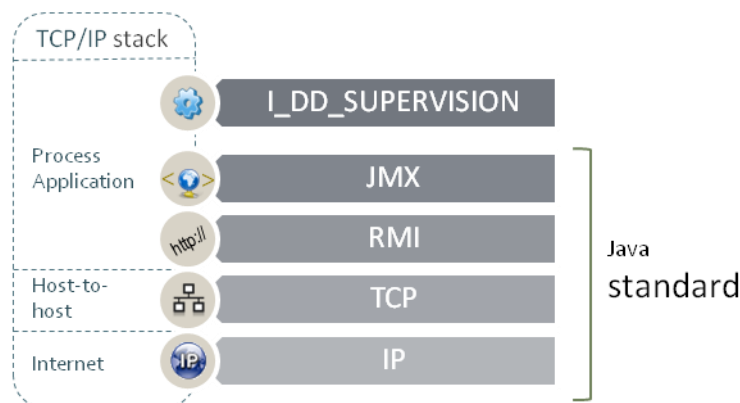 TCP/IP stack
I_DD_SUPERVISION
Process
Application
< >
JMX
http://
RMI
Host-to-
host
TCP
Internet
IP
IP
Java
standard